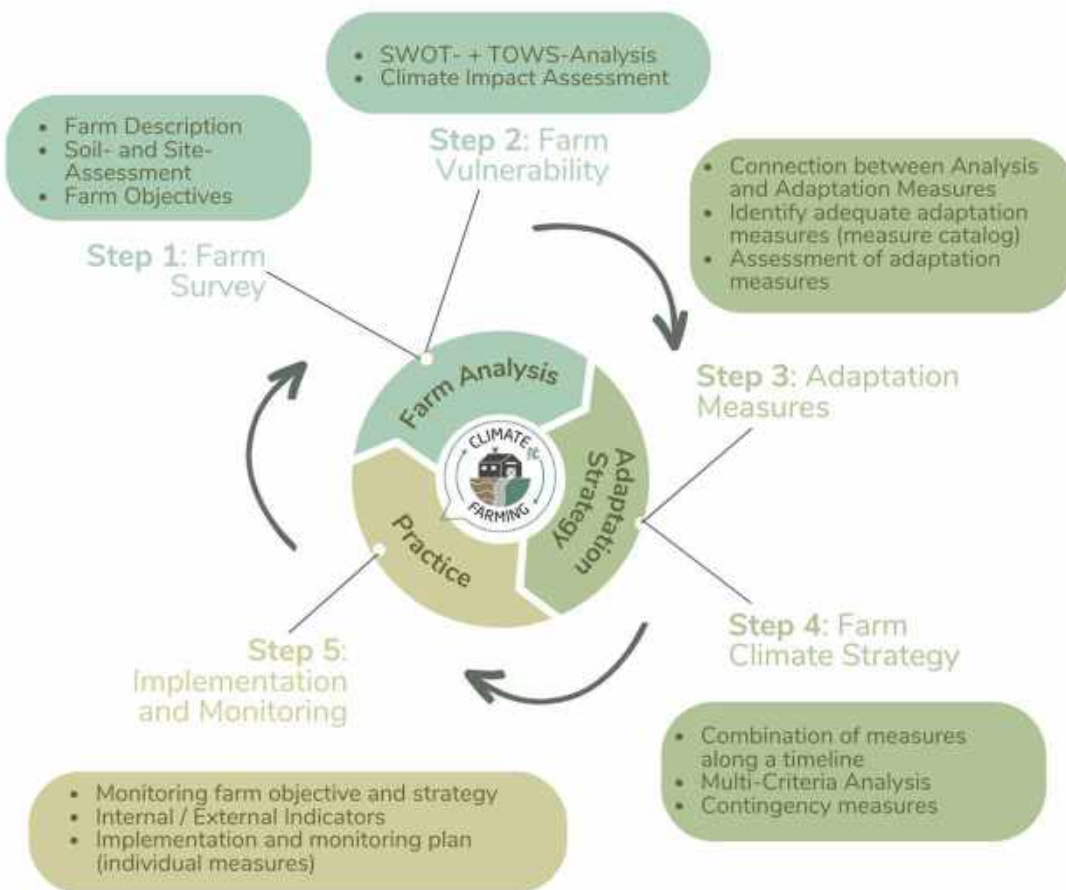 • SWOT- + TOWS-Analysis
• Climate Impact Assessment
Step 2: Farm
Vulnerability
• Farm Description
• Soil- and Site-
Assessment
• Farm Objectives
Step 1: Farm
Survey
• Connection between Analysis
and Adaptation Measures
• Identify adequate adaptation
measures (measure catalog)
• Assessment of adaptation
measures
Step 3: Adaptation
Measures
Farm Analysis
Adaptation
Strategy
Practice
CLIMATE
FARMING
Step 4: Farm
Climate Strategy
• Combination of measures
along a timeline
• Multi-Criteria Analysis
• Contingency measures
Step 5:
Implementation
and Monitoring
• Monitoring farm objective and strategy
• Internal / External Indicators
• Implementation and monitoring plan
(individual measures)